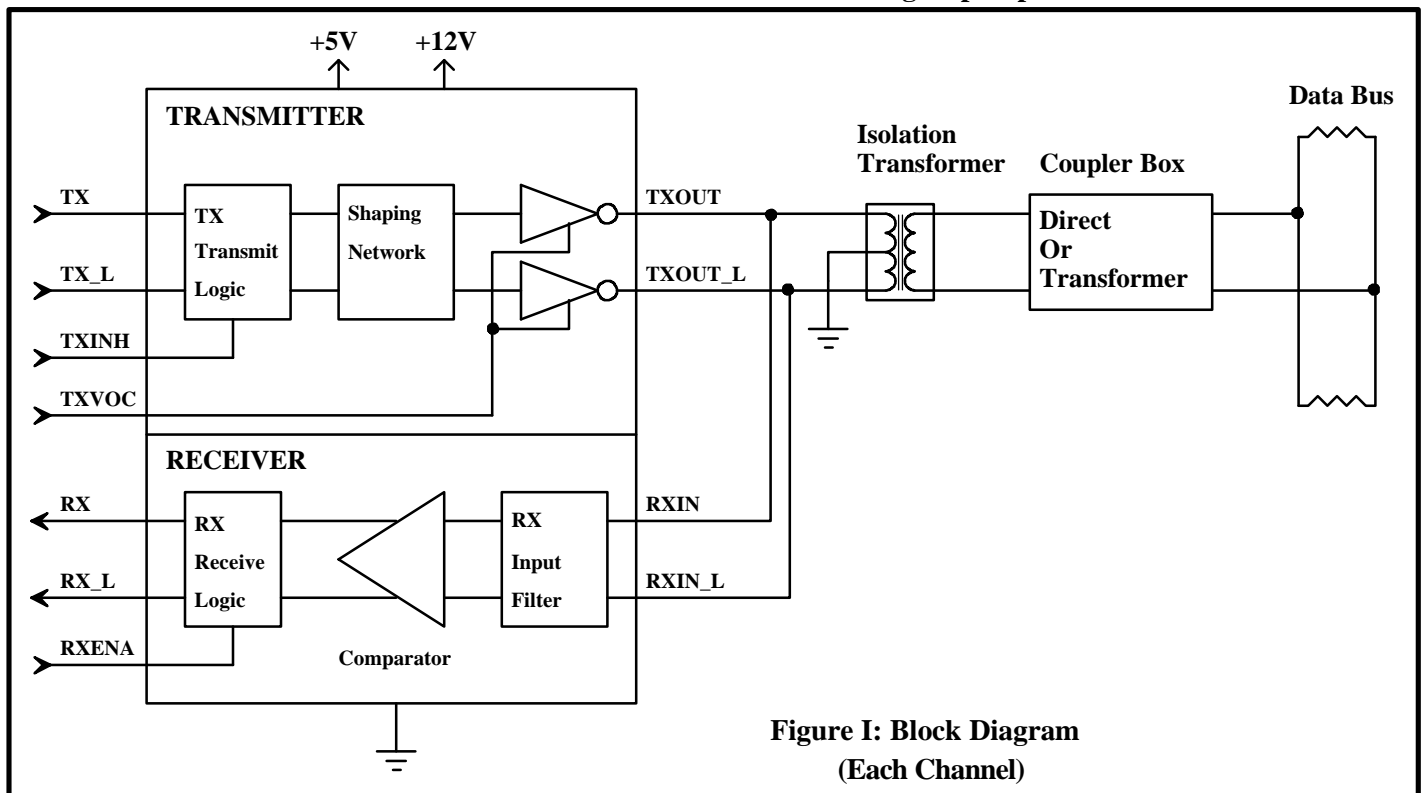 +5V +12V
TRANSMITTER
Data Bus
Isolation
Transformer
Coupler Box
TX
TX_L
TXINH
TXVOC
TX
Transmit
Logic
Shaping
Network
TXOUT
TXOUT_L
Direct
Or
Transformer
RECEIVER
RX
RX_L
RXENA
RX
Receive
Logic
Comparator
RX
Input
Filter
RXIN
RXIN_L
Figure I: Block Diagram
(Each Channel)